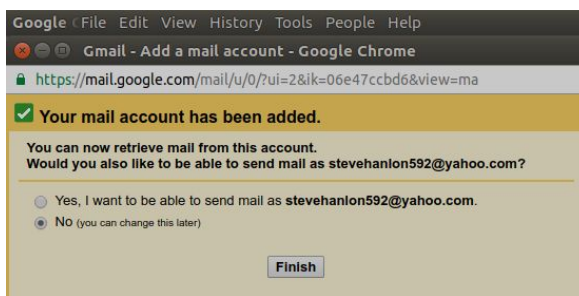 Google File Edit View History Tools People Help
Gmail - Add a mail account - Google Chrome
https://mail.google.com/mail/u/0/?ui=2&ik=06e47ccbd6&view=ma
Your mail account has been added.
You can now retrieve mail from this account.
Would you also like to be able to send mail as stevehanlon592@yahoo.com?
Yes, I want to be able to send mail as stevehanlon592@yahoo.com.
No (you can change this later)
Finish